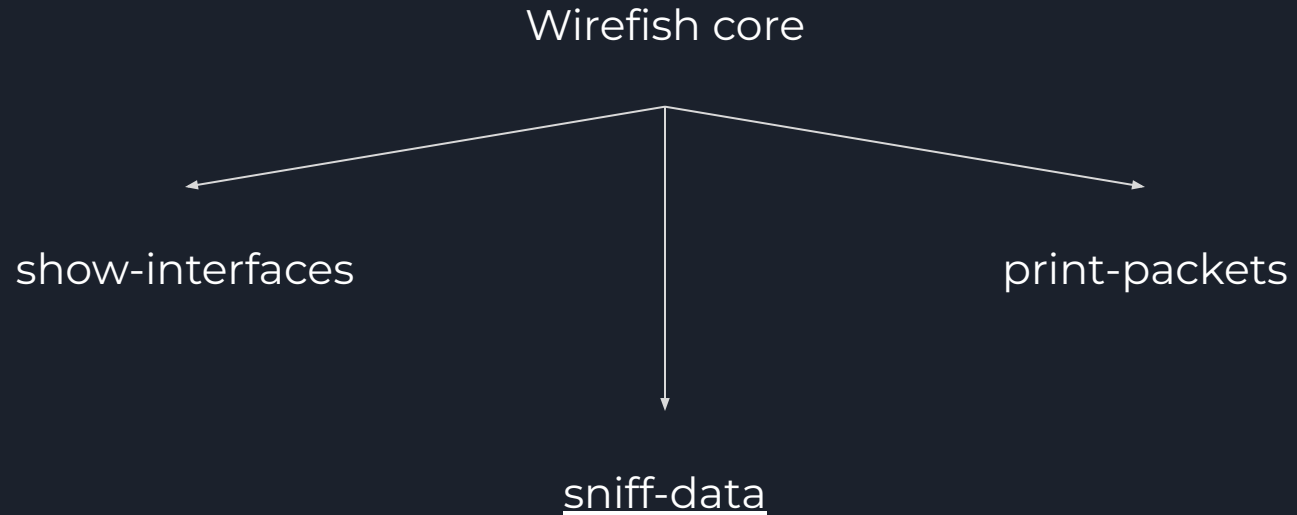 Wirefish core
show-interfaces
print-packets
sniff-data